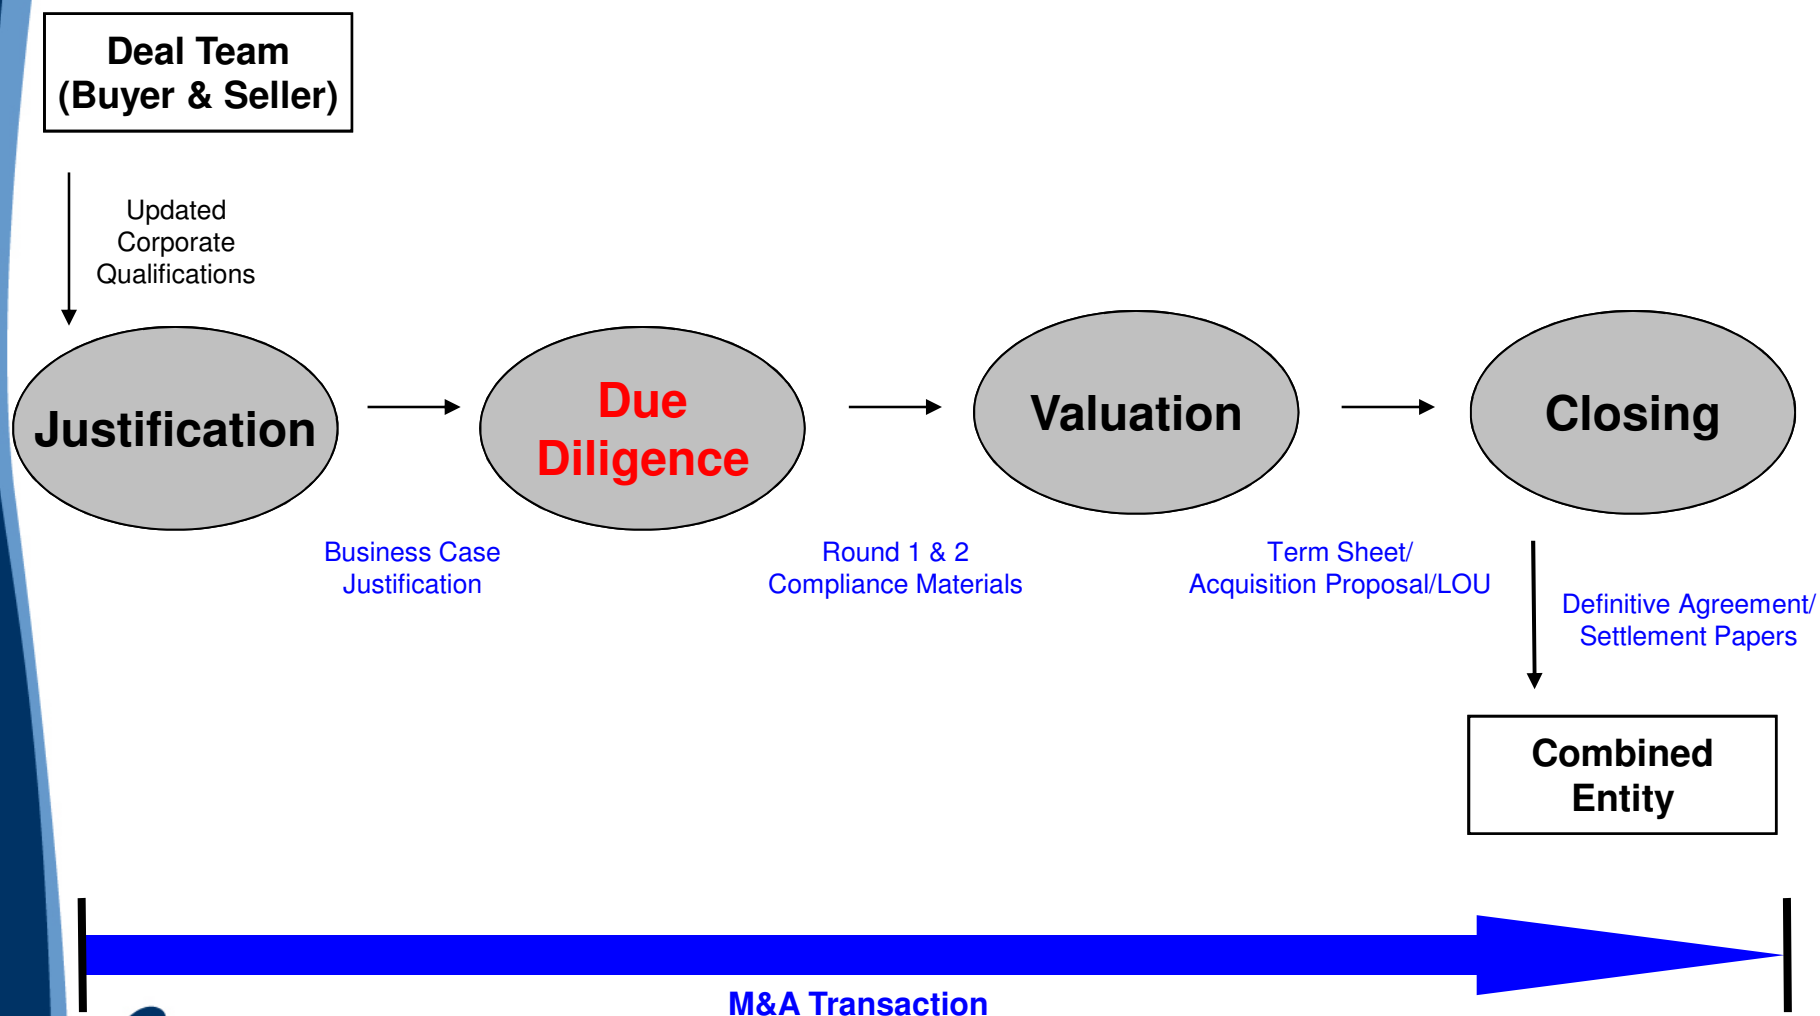 Deal Team
(Buyer & Seller)
Updated
Corporate
Qualifications
Justification
Due
Diligence
Valuation
Closing
Business Case
Justification
Round 1 & 2
Compliance Materials
Term Sheet/
Acquisition Proposal/LOU
Definitive Agreement/
Settlement Papers
Combined
Entity
M&A Transaction